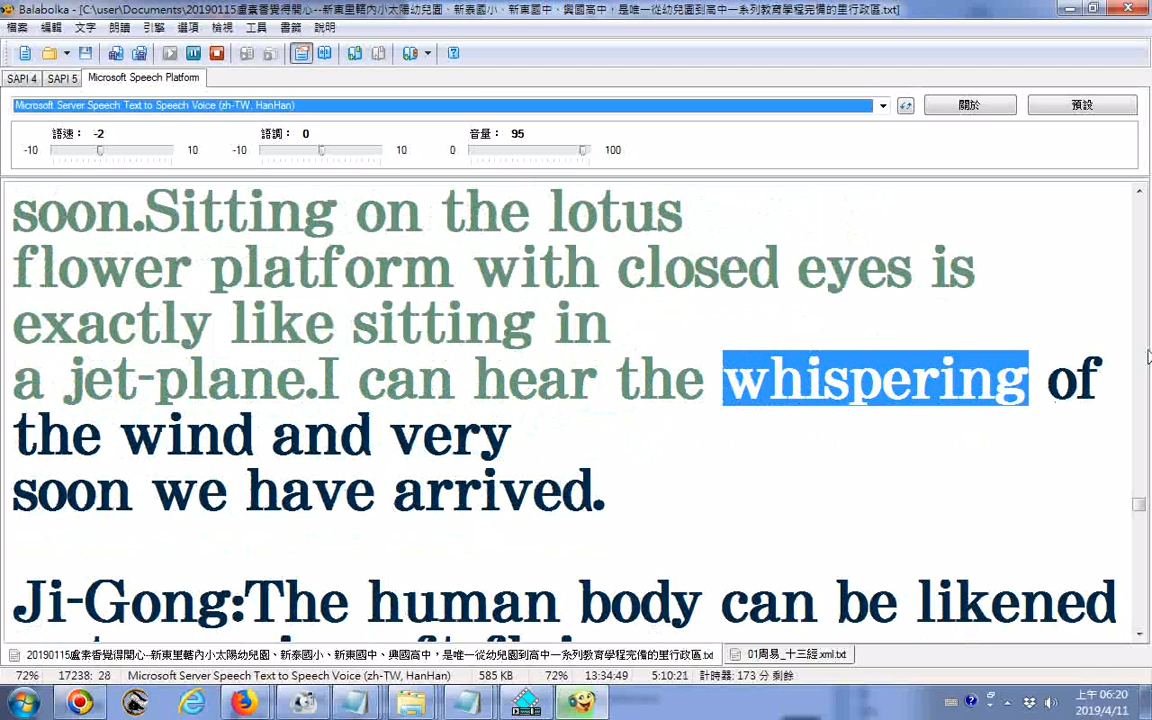 Balabolka - [C:\user\Documents\20190115盧素香覺得開心--新東里轄內小太陽幼兒園、新泰國小、新東國中、興國高中，是唯一從幼兒園到高中一系列教育學程完備的里行政區.txt]
檔案 編輯 文字 朗讀 引擎 選項 檢視 工具 書籤 說明
SAPI 4 SAPI 5 Microsoft Speech Platform
Microsoft Server Speech Text to Speech Voice (zh-TW, HanHan) 關於 預設
語速： -2 語調： 0 音量： 95
-10 10 -10 10 0 100
soon.Sitting on the lotus
flower platform with closed eyes is
exactly like sitting in
a jet-plane.I can hear the whispering of
the wind and very
soon we have arrived.
Ji-Gong:The human body can be likened
20190115盧素香覺得開心--新東里轄內小太陽幼兒園、新泰國小、新東國中、興國高中，是唯一從幼兒園到高中一系列教育學程完備的里行政區.txt 01周易_十三經.xml.txt
72% 17238: 28 Microsoft Server Speech Text to Speech Voice (zh-TW, HanHan) 585 KB 72% 13:34:49 5:10:21 計時器: 173 分 剩餘
上午 06:20
2019/4/11